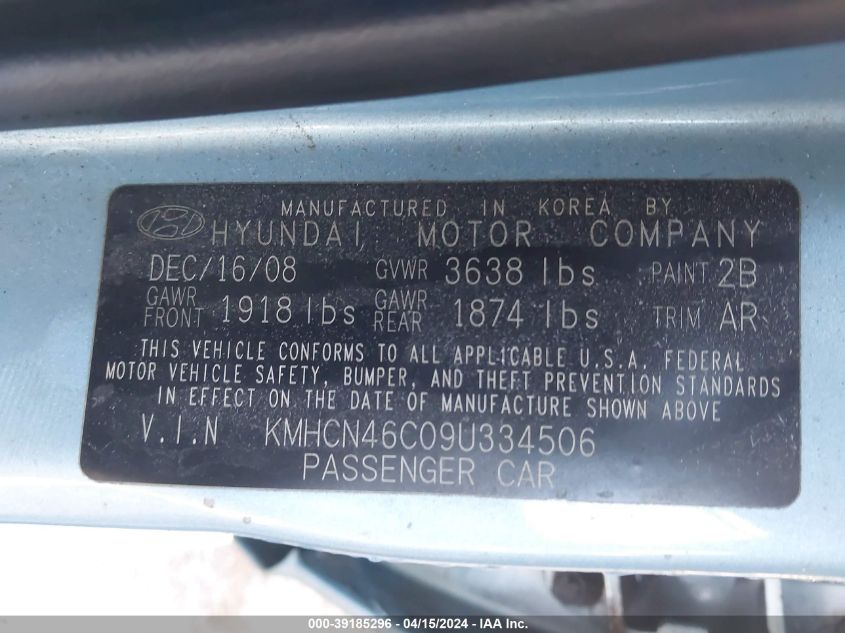 MANUFACTURED IN KOREA BY
HYUNDAI MOTOR COMPANY
DEC/16/08 GVWR 3638 lbs PAINT 2B
GAWR FRONT 1918 lbs GAWR REAR 1874 lbs TRIM AR
THIS VEHICLE CONFORMS TO ALL APPLICABLE U.S.A. FEDERAL
MOTOR VEHICLE SAFETY, BUMPER, AND THEFT PREVENTION STANDARDS
IN EFFECT ON THE DATE OF MANUFACTURE SHOWN ABOVE
V.I.N KMHCN46C09U334506
PASSENGER CAR
000-39185296 - 04/15/2024 - IAA, Inc.